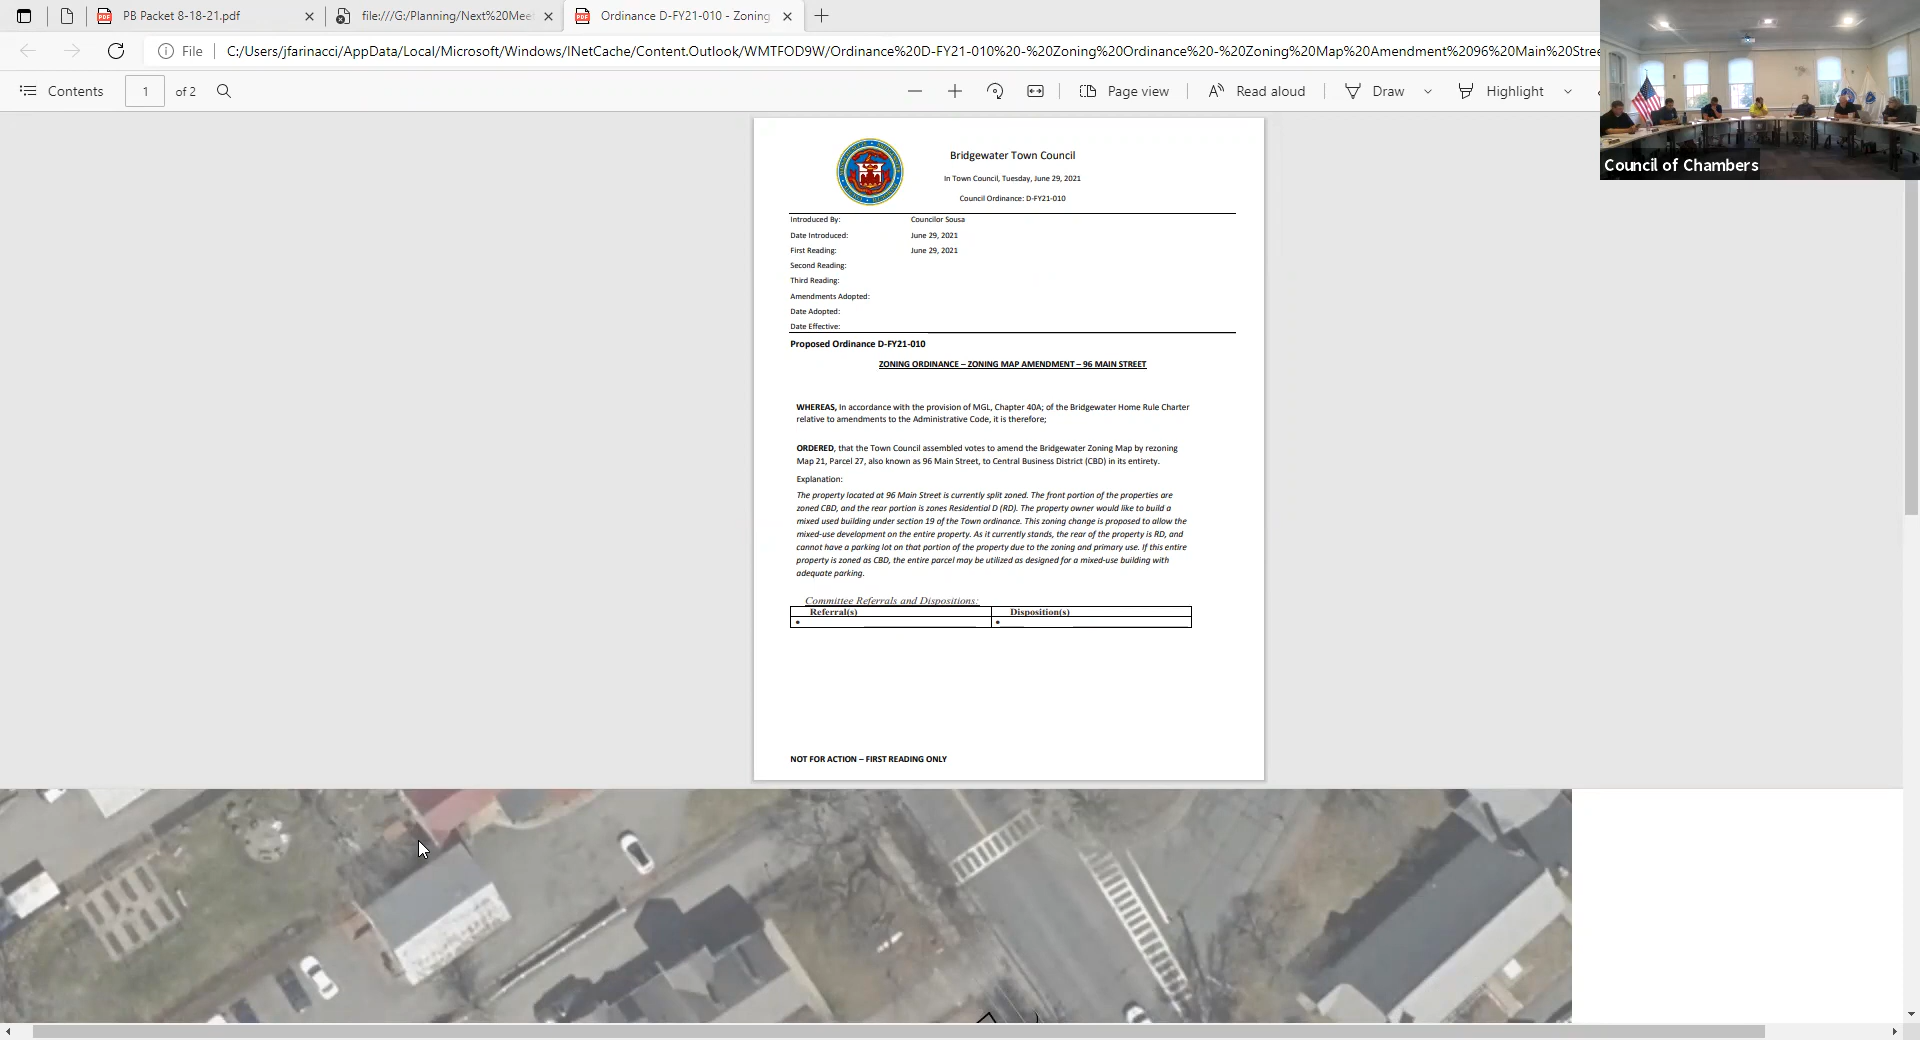 PB Packet 8-18-21.pdf
file:///G:/Planning/Next%20Mee
Ordinance D-FY21-010 - Zoning
File
C:/Users/jfarinacci/AppData/Local/Microsoft/Windows/INetCache/Content.Outlook/WMTFOD9W/Ordinance%20D-FY21-010%20-%20Zoning%20Ordinance%20-%20Zoning%20Map%20Amendment%2096%20Main%20Stree
Contents
1 of 2
Page view
Read aloud
Draw
Highlight
Council of Chambers
Bridgewater Town Council
In Town Council, Tuesday, June 29, 2021
Council Ordinance: D-FY21-010
Introduced By: Councilor Sousa
Date Introduced: June 29, 2021
First Reading: June 29, 2021
Second Reading:
Third Reading:
Amendments Adopted:
Date Adopted:
Date Effective:
Proposed Ordinance D-FY21-010
ZONING ORDINANCE – ZONING MAP AMENDMENT – 96 MAIN STREET
WHEREAS, In accordance with the provision of MGL, Chapter 40A; of the Bridgewater Home Rule Charter
relative to amendments to the Administrative Code, it is therefore;
ORDERED, that the Town Council assembled votes to amend the Bridgewater Zoning Map by rezoning
Map 21, Parcel 27, also known as 96 Main Street, to Central Business District (CBD) in its entirety.
Explanation:
The property located at 96 Main Street is currently split zoned. The front portion of the properties are
zoned CBD, and the rear portion is zones Residential D (RD). The property owner would like to build a
mixed used building under section 19 of the Town ordinance. This zoning change is proposed to allow the
mixed-use development on the entire property. As it currently stands, the rear of the property is RD, and
cannot have a parking lot on that portion of the property due to the zoning and primary use. If this entire
property is zoned as CBD, the entire parcel may be utilized as designed for a mixed-use building with
adequate parking.
Committee Referrals and Dispositions:
Referral(s) Disposition(s)
NOT FOR ACTION – FIRST READING ONLY